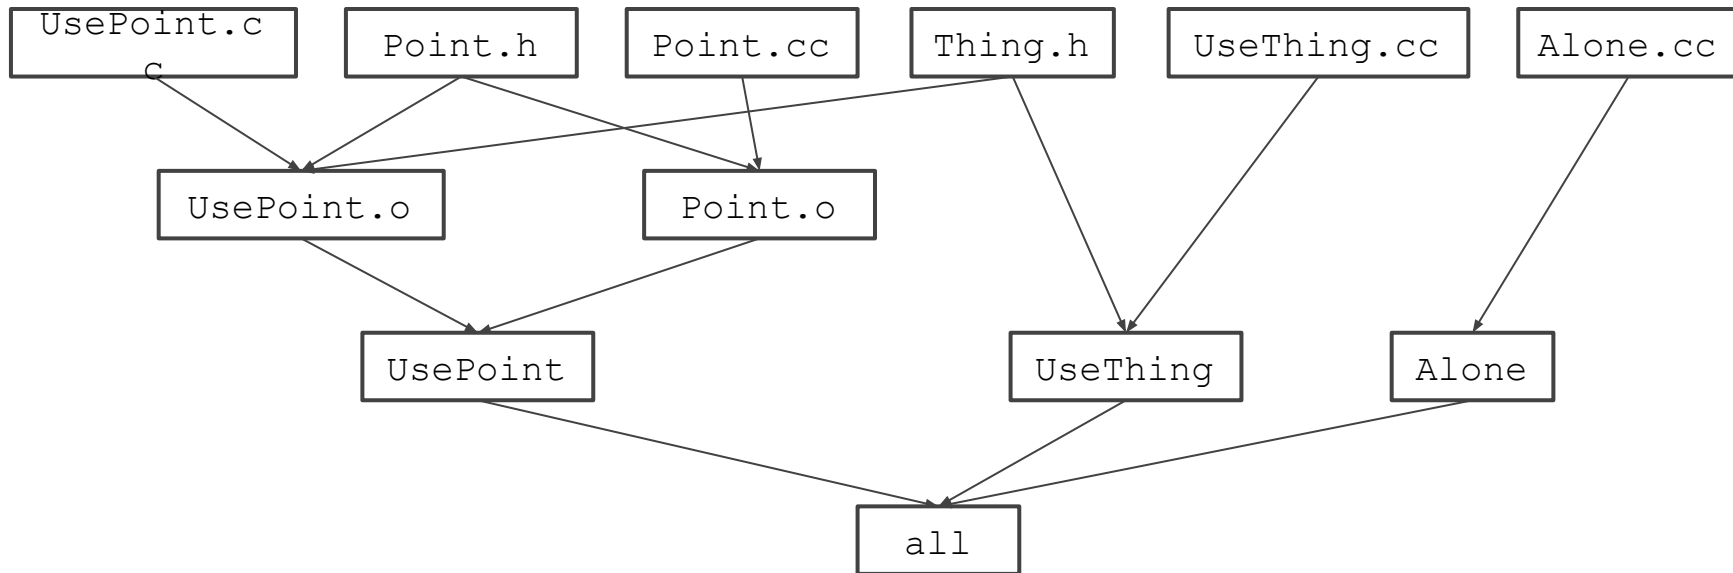 UsePoint.c
c
Point.h
Point.cc
Thing.h
UseThing.cc
Alone.cc
UsePoint.o
Point.o
UsePoint
UseThing
Alone
all